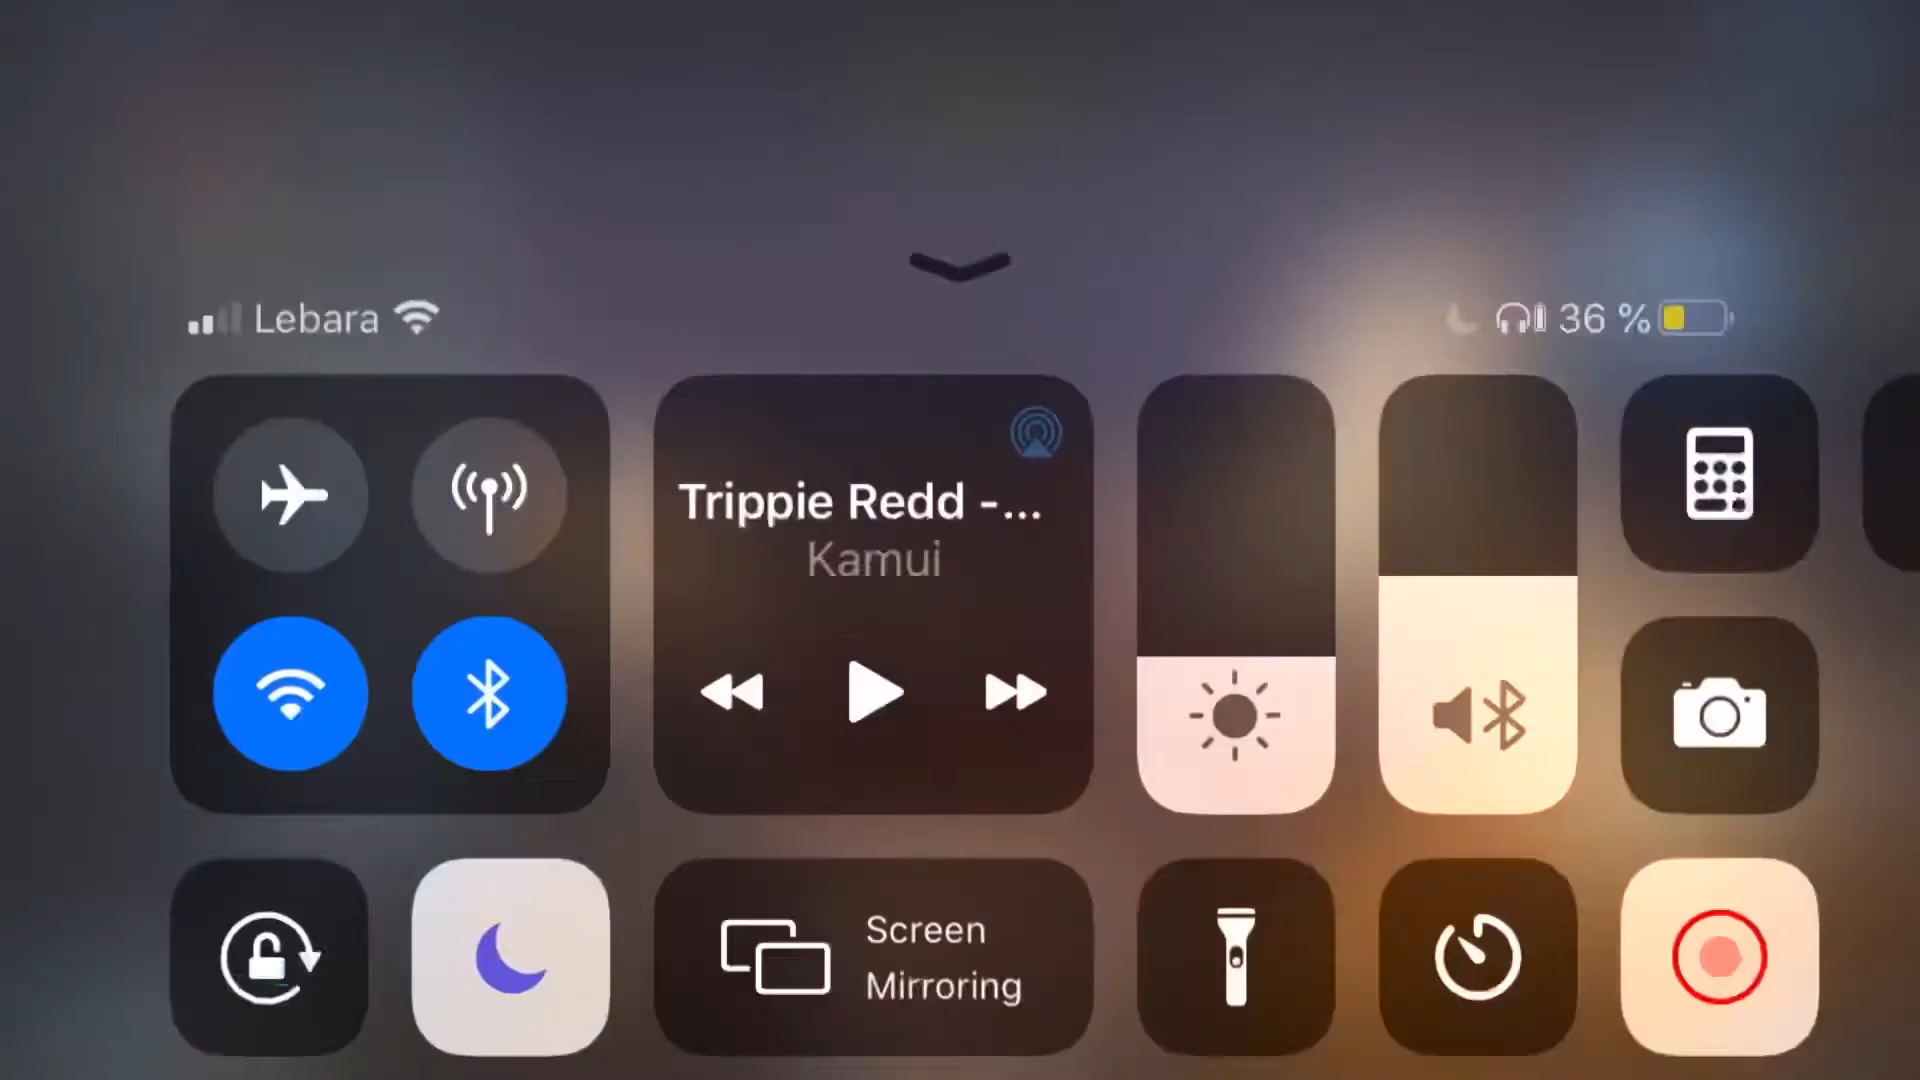 Lebara
36 %
Trippie Redd -...
Kamui
Screen
Mirroring